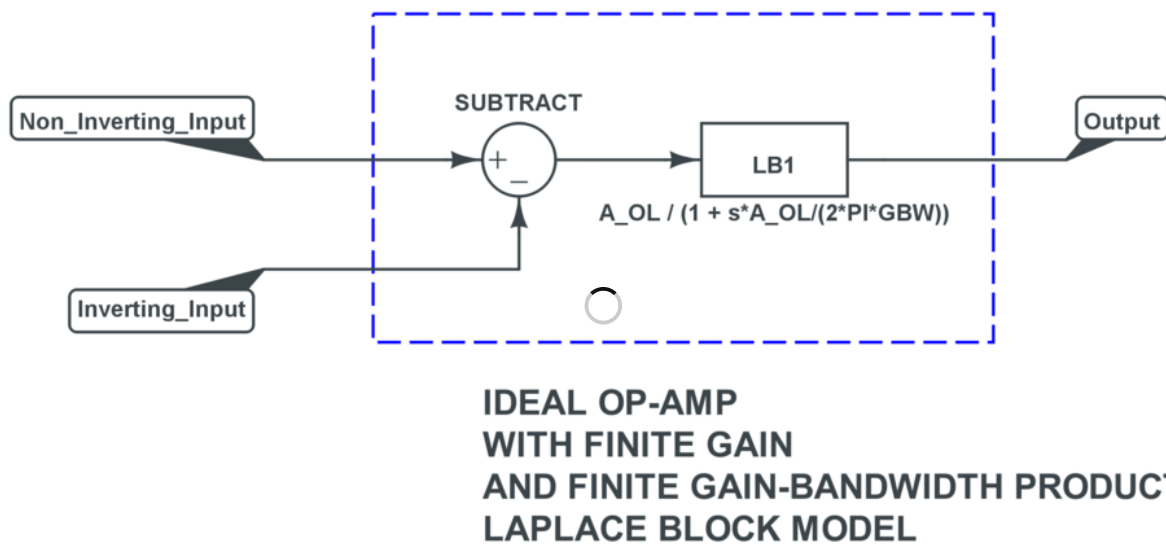 SUBTRACT
Non_Inverting_Input
+
−
LB1
Output
A_OL / (1 + s*A_OL/(2*PI*GBW))
Inverting_Input
IDEAL OP-AMP
WITH FINITE GAIN
AND FINITE GAIN-BANDWIDTH PRODUCT
LAPLACE BLOCK MODEL